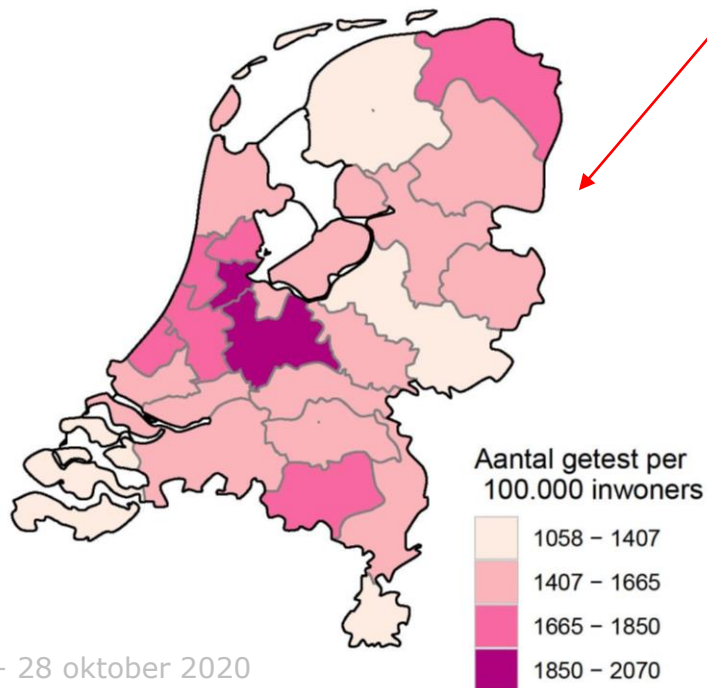 Aantal getest per
100.000 inwoners
1058 – 1407
1407 – 1665
1665 – 1850
1850 – 2070
- 28 oktober 2020